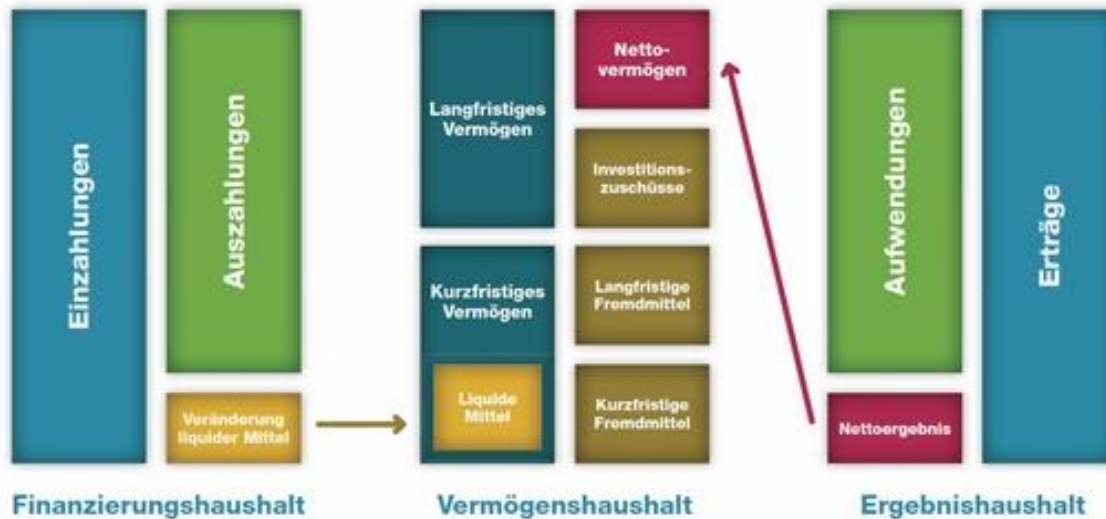 Einzahlungen
Auszahlungen
Veränderung
liquider Mittel
Finanzierungshaushalt
Langfristiges
Vermögen
Kurzfristiges
Vermögen
Liquide
Mittel
Netto-
vermögen
Investitions-
zuschüsse
Langfristige
Fremdmittel
Kurzfristige
Fremdmittel
Vermögenshaushalt
Aufwendungen
Nettoergebnis
Erträge
Ergebnishaushalt